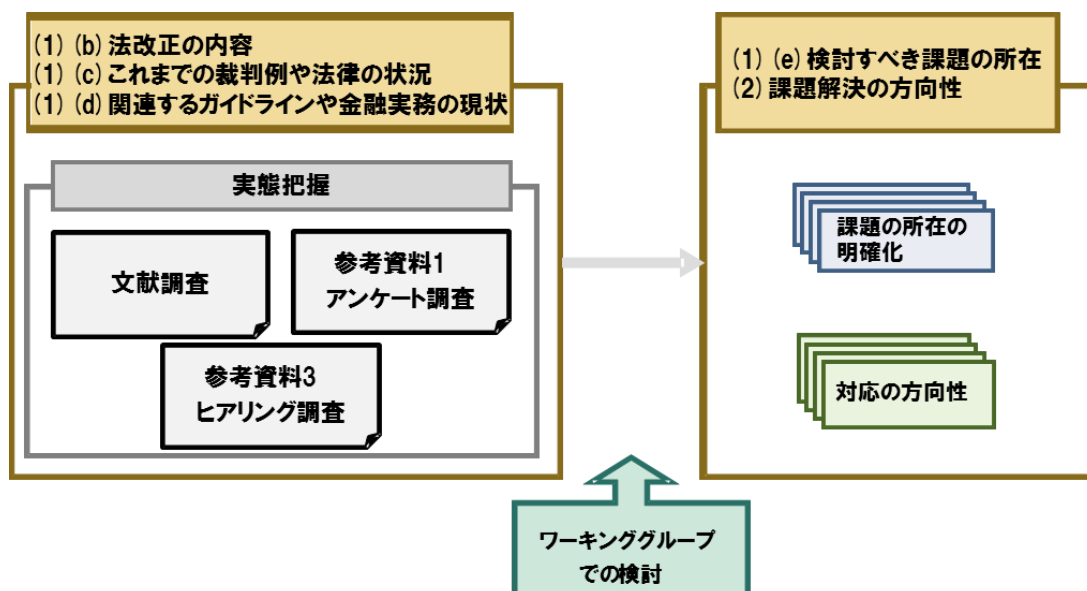 (1) (b) 法改正の内容
(1) (c) これまでの裁判例や法律の状況
(1) (d) 関連するガイドラインや金融実務の現状
実態把握
文献調査
参考資料1
アンケート調査
参考資料3
ヒアリング調査
(1) (e) 検討すべき課題の所在
(2) 課題解決の方向性
課題の所在の
明確化
対応の方向性
ワーキンググループ
での検討